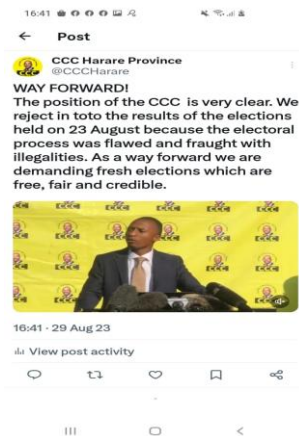 16:41
Post
CCC Harare Province
@CCCHarare
WAY FORWARD!
The position of the CCC is very clear. We
reject in toto the results of the elections
held on 23 August because the electoral
process was flawed and fraught with
illegalities. As a way forward we are
demanding fresh elections which are
free, fair and credible.
16:41 · 29 Aug 23
View post activity